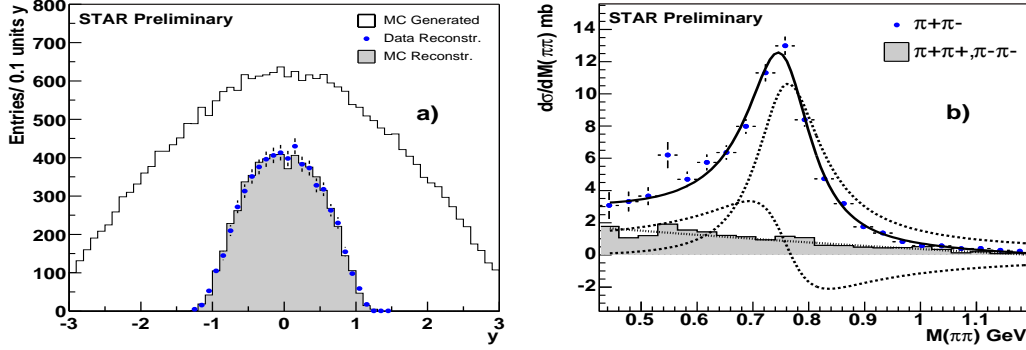 STAR Preliminary
MC Generated
Data Reconstr.
MC Reconstr.
a)
Entries/ 0.1 units y
800
700
600
500
400
300
200
100
0
-3 -2 -1 0 1 2 3
y
STAR Preliminary
π+π-
π+π+,π-π-
b)
dσ/dM(ππ) mb
14
12
10
8
6
4
2
0
-2
0.5 0.6 0.7 0.8 0.9 1 1.1
M(ππ) GeV